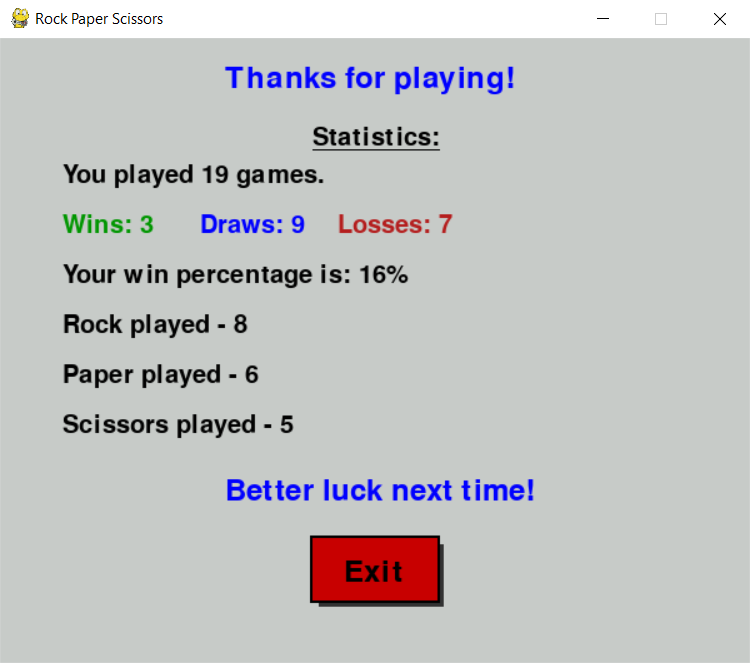 Rock Paper Scissors
Thanks for playing!
Statistics:
You played 19 games.
Wins: 3 Draws: 9 Losses: 7
Your win percentage is: 16%
Rock played - 8
Paper played - 6
Scissors played - 5
Better luck next time!
Exit